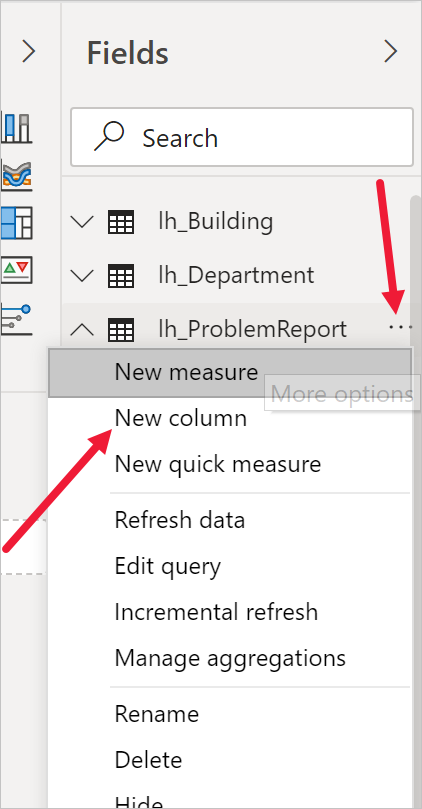 Fields
Search
lh_Building
lh_Department
lh_ProblemReport
New measure
More options
New column
New quick measure
Refresh data
Edit query
Incremental refresh
Manage aggregations
Rename
Delete
Hide